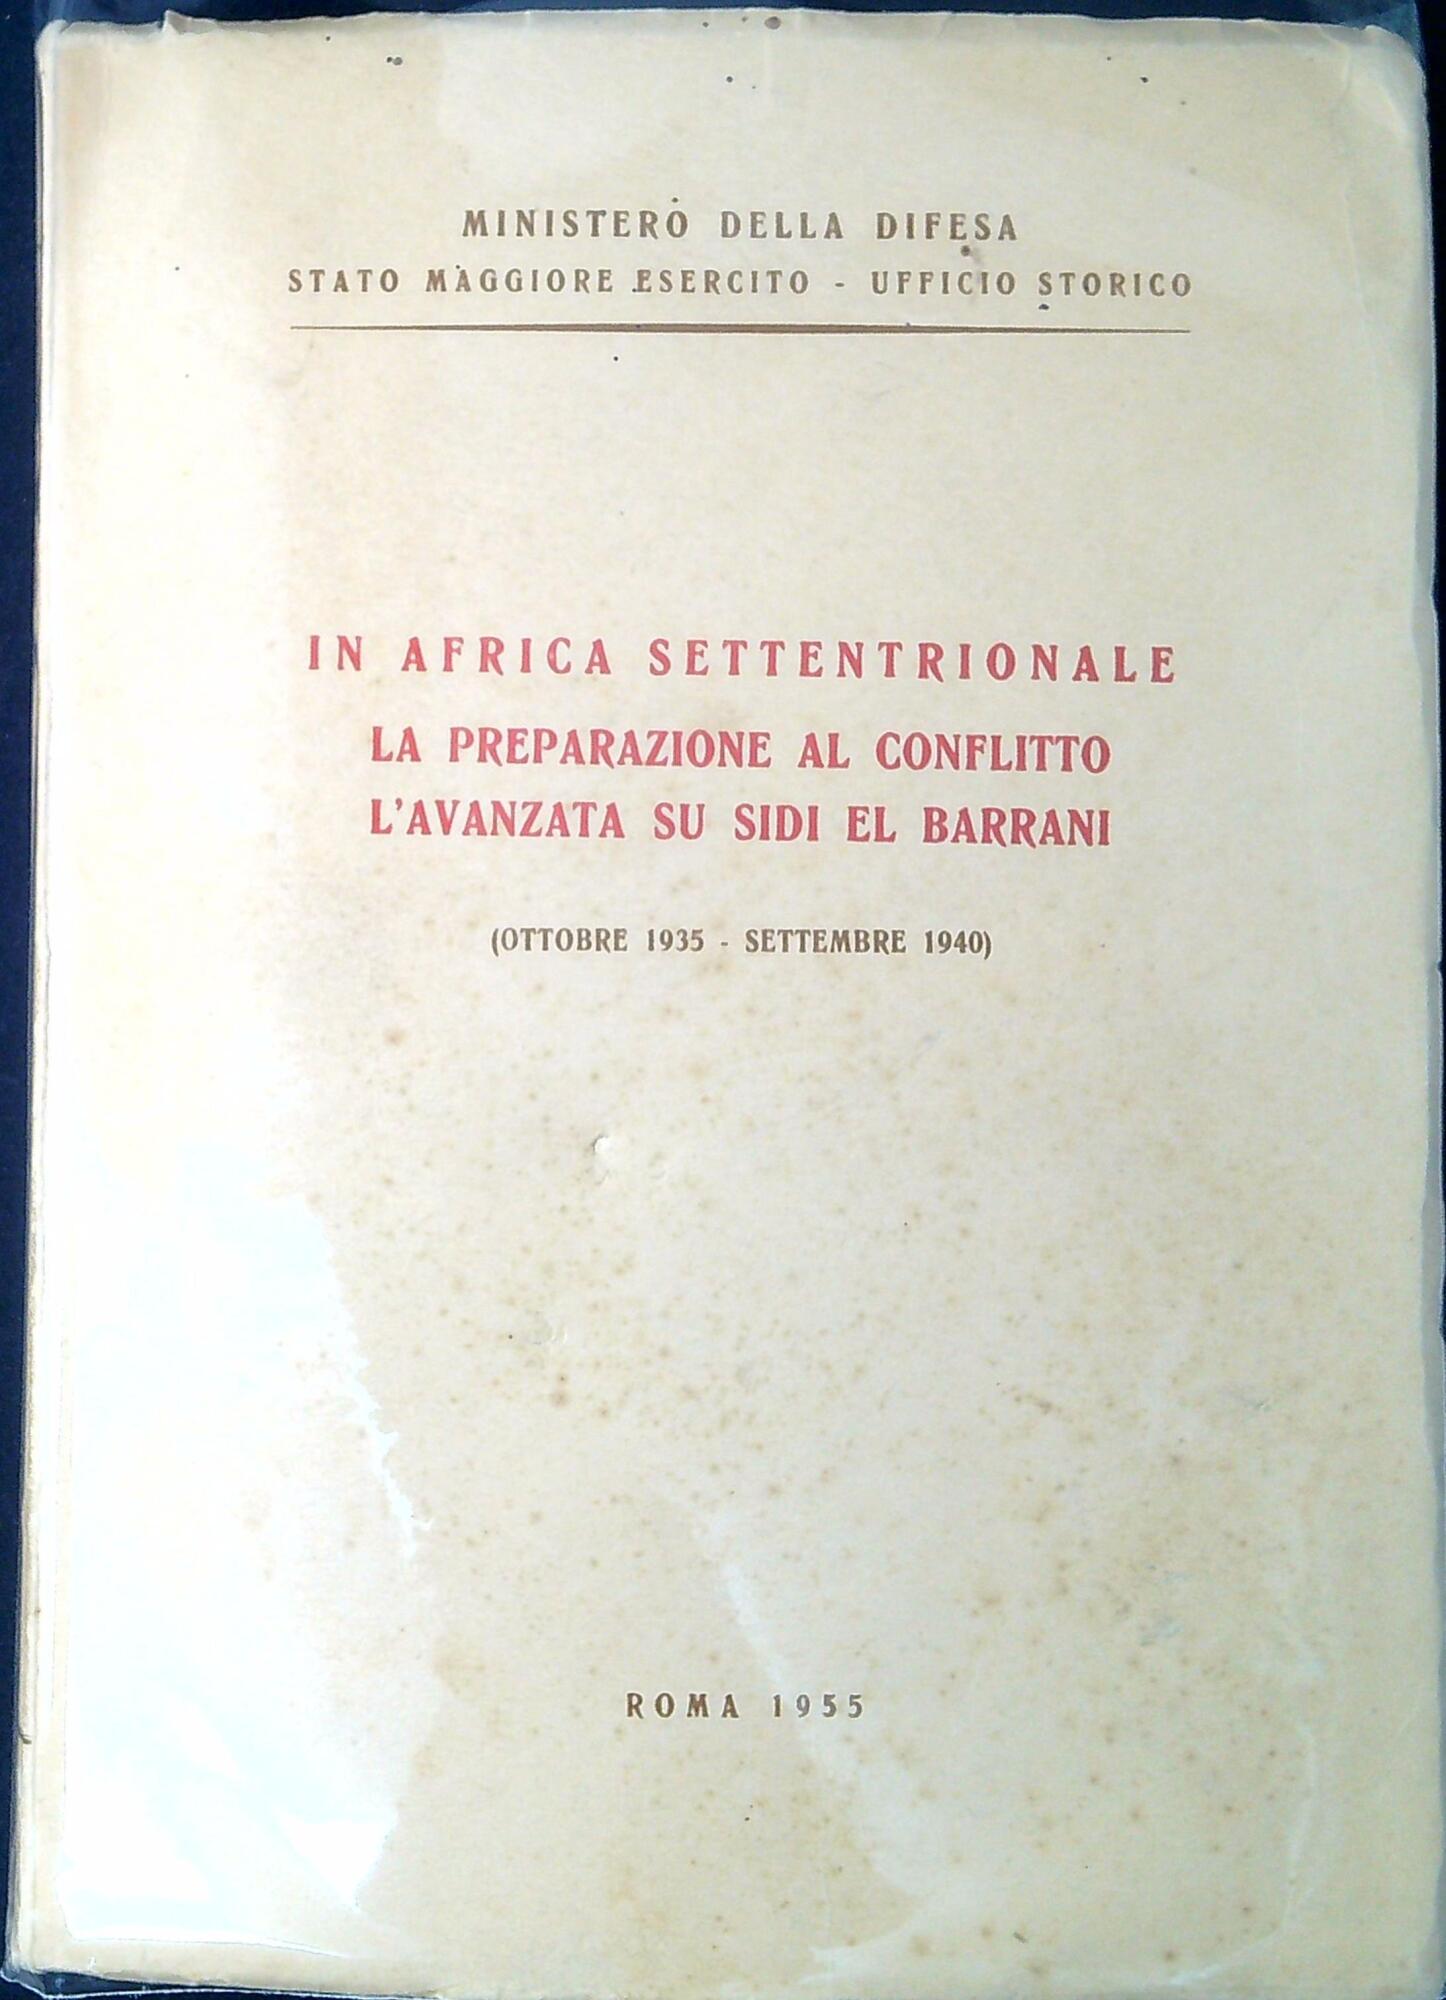 MINISTERO DELLA DIFESA
STATO MAGGIORE ESERCITO - UFFICIO STORICO
IN AFRICA SETTENTRIONALE
LA PREPARAZIONE AL CONFLITTO
L'AVANZATA SU SIDI EL BARRANI
(OTTOBRE 1935 - SETTEMBRE 1940)
ROMA 1955